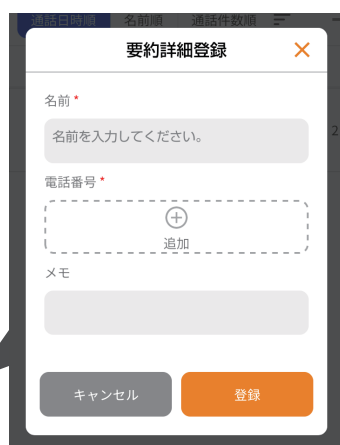 通話日時順 名前順 通話件数順
要約詳細登録
名前*
名前を入力してください。
2
電話番号*
追加
メモ
キャンセル 登録